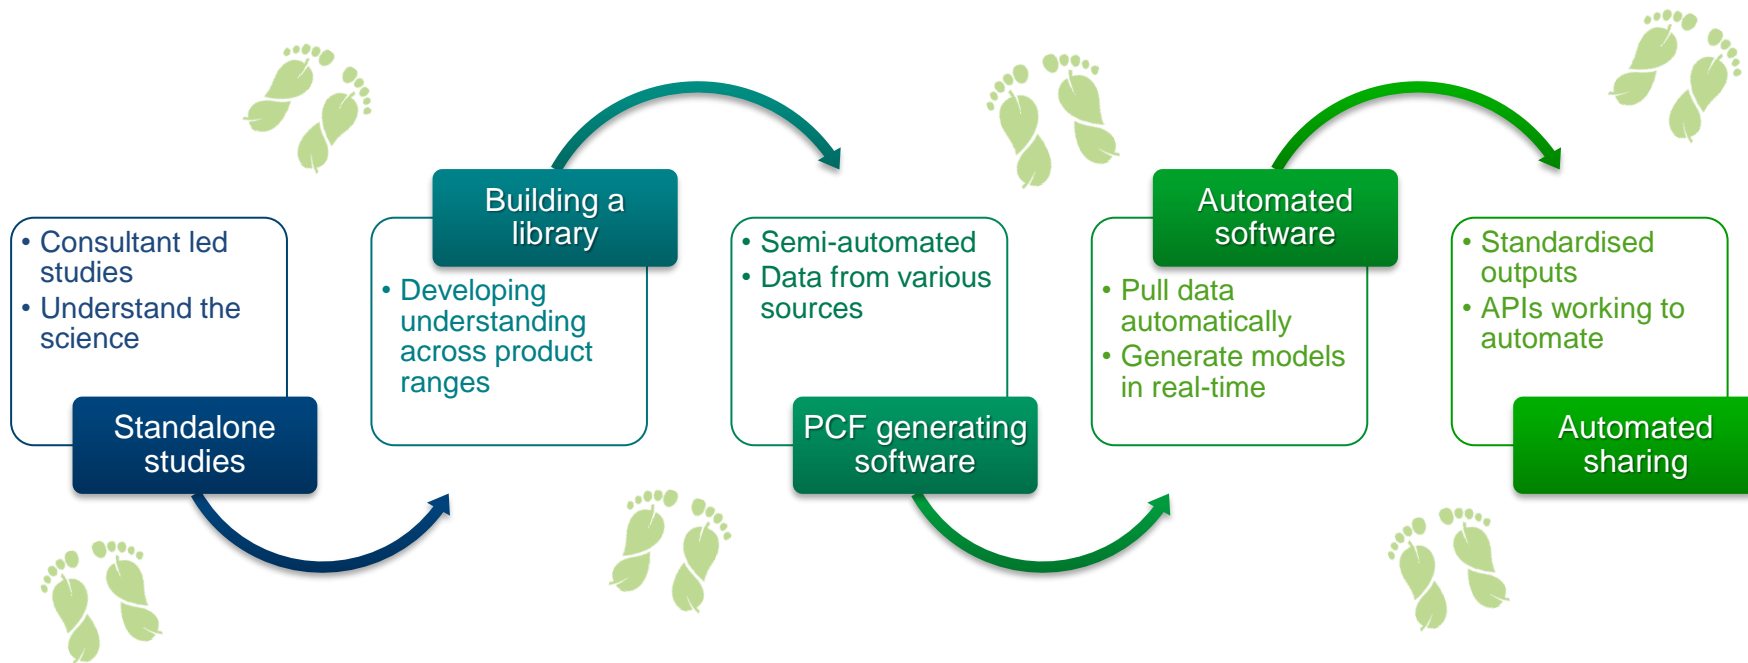 • Consultant led
studies
• Understand the
science
Standalone
studies
Building a
library
• Developing
understanding
across product
ranges
• Semi-automated
• Data from various
sources
PCF generating
software
Automated
software
• Pull data
automatically
• Generate models
in real-time
• Standardised
outputs
• APIs working to
automate
Automated
sharing